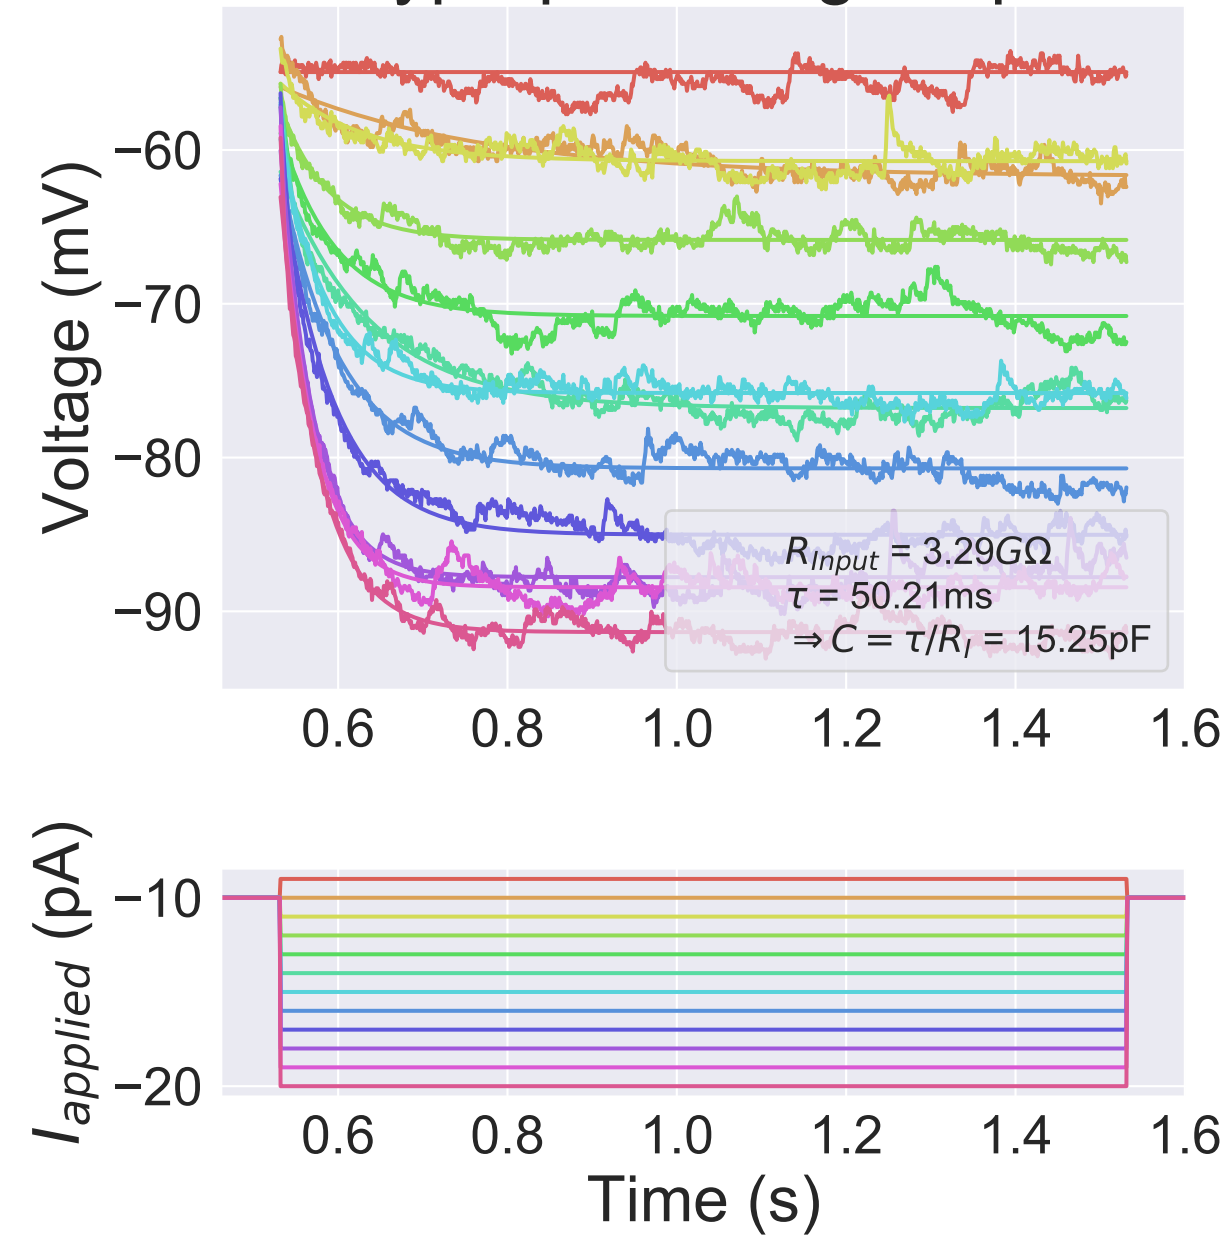 −60
−70
−80
−90
Voltage (mV)
R_Input = 3.29GΩ
τ = 50.21ms
⇒C = τ/R_I = 15.25pF
0.6 0.8 1.0 1.2 1.4 1.6
−10
−20
I_applied (pA)
0.6 0.8 1.0 1.2 1.4 1.6
Time (s)